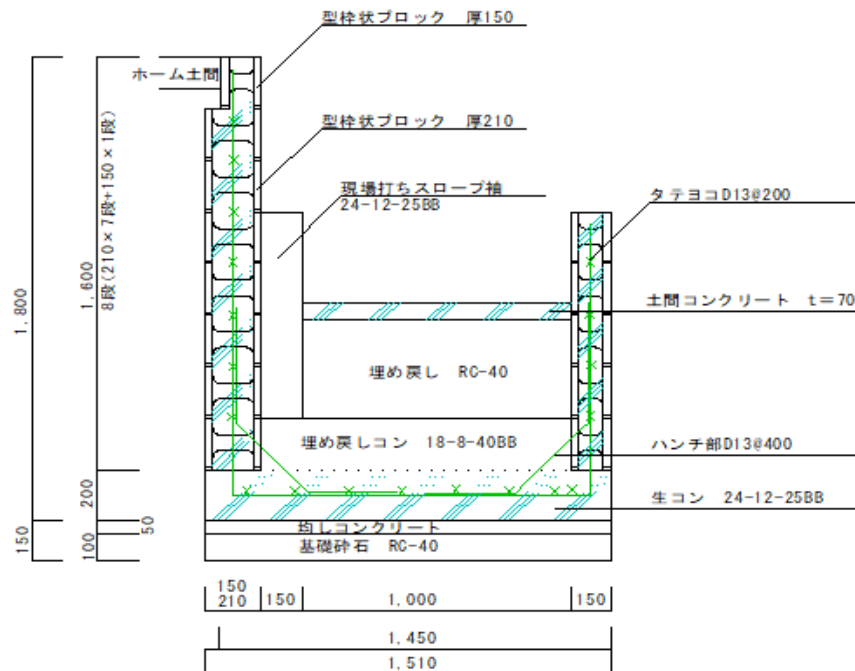 型枠状ブロック 厚150
ホーム土間
型枠状ブロック 厚210
現場打ちスロープ袖
24-12-25BB
タテヨコD13@200
土間コンクリート t=70
埋め戻し RC-40
埋め戻しコン 18-8-40BB
ハンチ部D13@400
生コン 24-12-25BB
均しコンクリート
基礎砕石 RC-40
1,800
150
1,600
8段(210×7段+150×1段)
200
100
50
150
210
150
1,000
150
1,450
1,510